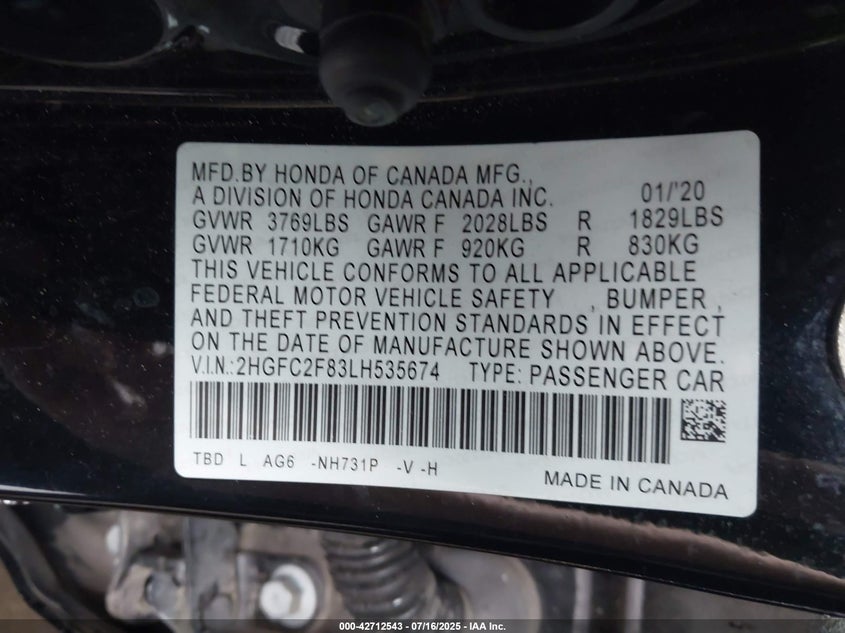 MFD.BY HONDA OF CANADA MFG.,
A DIVISION OF HONDA CANADA INC. 01/'20
GVWR 3769LBS GAWR F 2028LBS R 1829LBS
GVWR 1710KG GAWR F 920KG R 830KG
THIS VEHICLE CONFORMS TO ALL APPLICABLE
FEDERAL MOTOR VEHICLE SAFETY , BUMPER ,
AND THEFT PREVENTION STANDARDS IN EFFECT
ON THE DATE OF MANUFACTURE SHOWN ABOVE.
V.I.N.:2HGFC2F83LH535674 TYPE: PASSENGER CAR
TBD L AG6 -NH731P -V -H
MADE IN CANADA
000-42712543 - 07/16/2025 - IAA Inc.